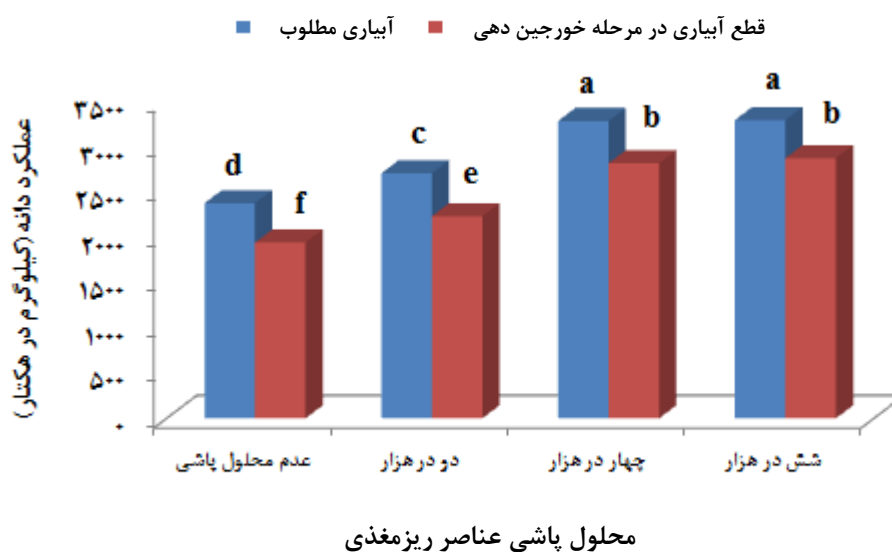 آبیاری مطلوب
قطع آبیاری در مرحله خورجین دهی
عملکرد دانه (کیلوگرم در هکتار)
۳۵۰۰
۳۰۰۰
۲۵۰۰
۲۰۰۰
۱۵۰۰
۱۰۰۰
۵۰۰
۰
d
f
c
e
a
b
a
b
عدم محلول پاشی
دو در هزار
چهار در هزار
شش در هزار
محلول پاشی عناصر ریزمغذی